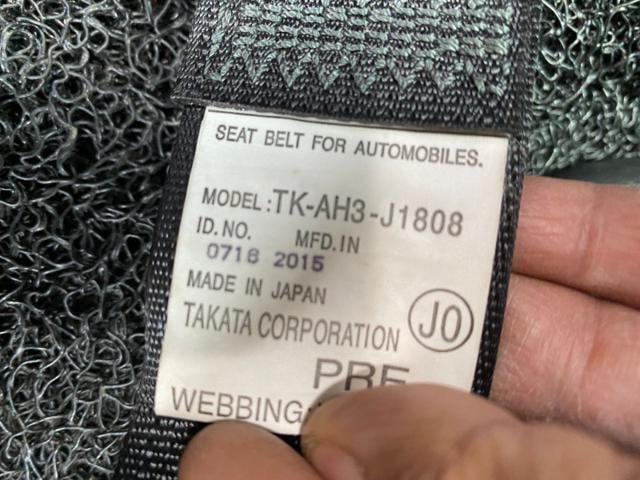 SEAT BELT FOR AUTOMOBILES.
MODEL:TK-AH3-J1808
ID.NO. MFD.IN
0718 2015
MADE IN JAPAN
TAKATA CORPORATION JO
PRE
WEBBING